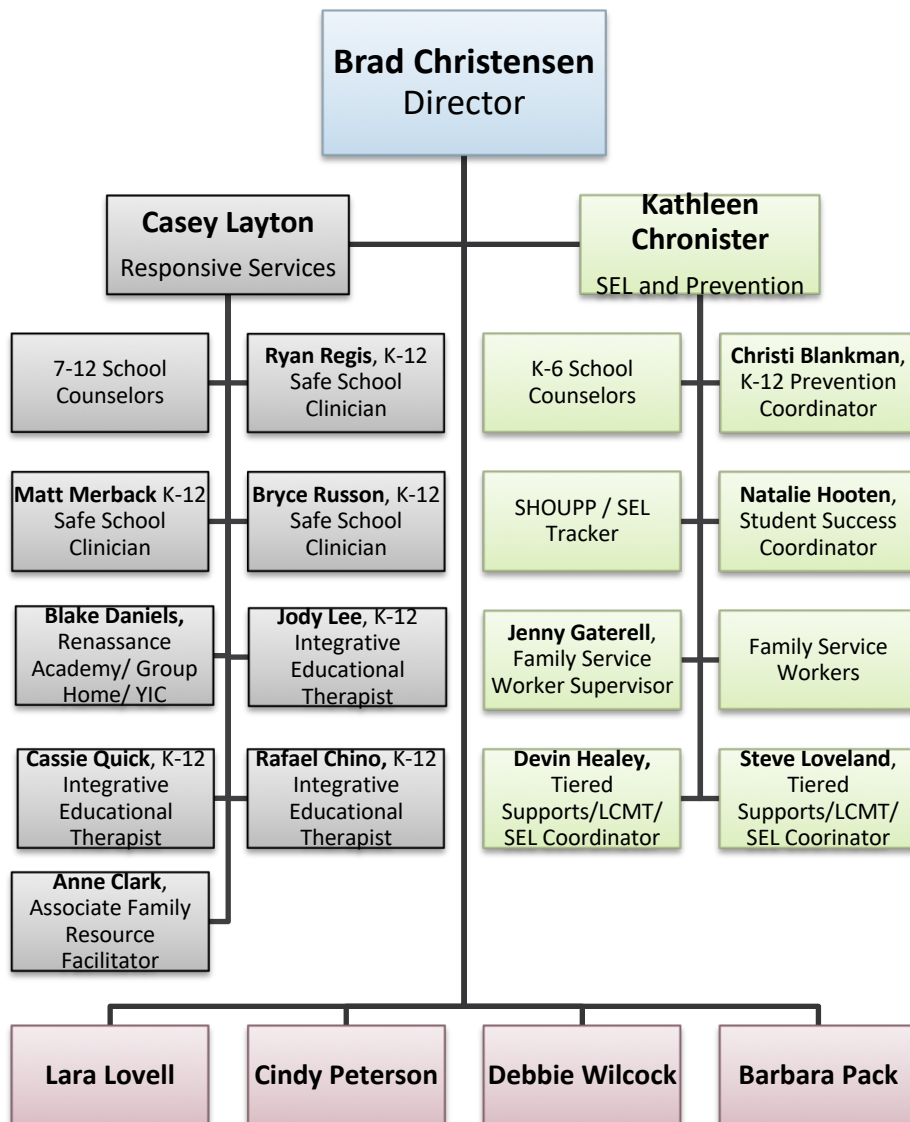 Brad Christensen
Director
Casey Layton
Responsive Services
Kathleen
Chronister
SEL and Prevention
7-12 School
Counselors
Ryan Regis, K-12
Safe School
Clinician
Matt Merback K-12
Safe School
Clinician
Bryce Russon, K-12
Safe School
Clinician
Blake Daniels,
Renassance
Academy/ Group
Home/ YIC
Jody Lee, K-12
Integrative
Educational
Therapist
Cassie Quick, K-12
Integrative
Educational
Therapist
Rafael Chino, K-12
Integrative
Educational
Therapist
Anne Clark,
Associate Family
Resource
Facilitator
K-6 School
Counselors
Christi Blankman,
K-12 Prevention
Coordinator
SHOUPP / SEL
Tracker
Natalie Hooten,
Student Success
Coordinator
Jenny Gaterell,
Family Service
Worker Supervisor
Family Service
Workers
Devin Healey,
Tiered
Supports/LCMT/
SEL Coordinator
Steve Loveland,
Tiered
Supports/LCMT/
SEL Coorinator
Lara Lovell
Cindy Peterson
Debbie Wilcock
Barbara Pack